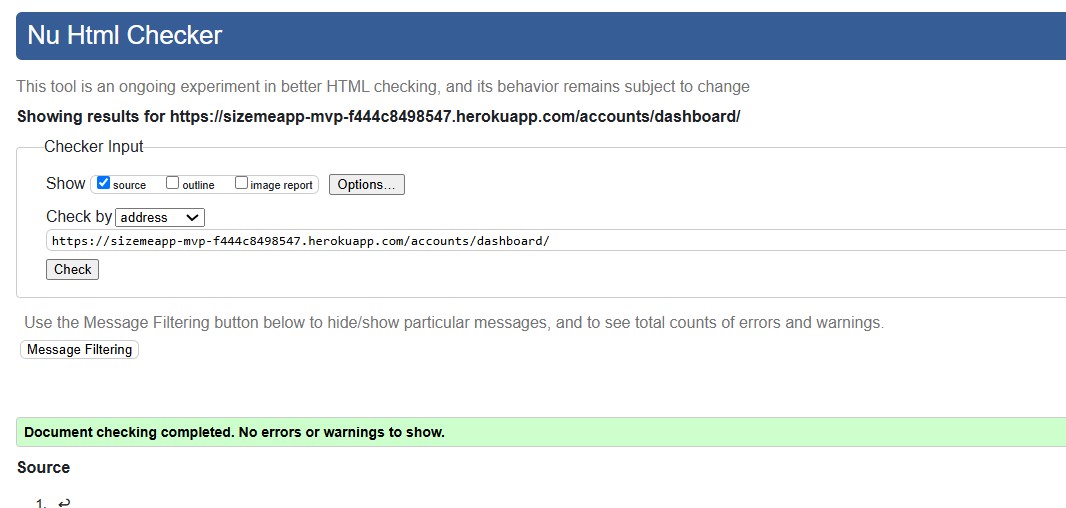 Nu Html Checker
This tool is an ongoing experiment in better HTML checking, and its behavior remains subject to change
Showing results for https://sizemeapp-mvp-f444c8498547.herokuapp.com/accounts/dashboard/
Checker Input
Show source outline image report Options...
Check by address
https://sizemeapp-mvp-f444c8498547.herokuapp.com/accounts/dashboard/
Check
Use the Message Filtering button below to hide/show particular messages, and to see total counts of errors and warnings.
Message Filtering
Document checking completed. No errors or warnings to show.
Source
1. ↩